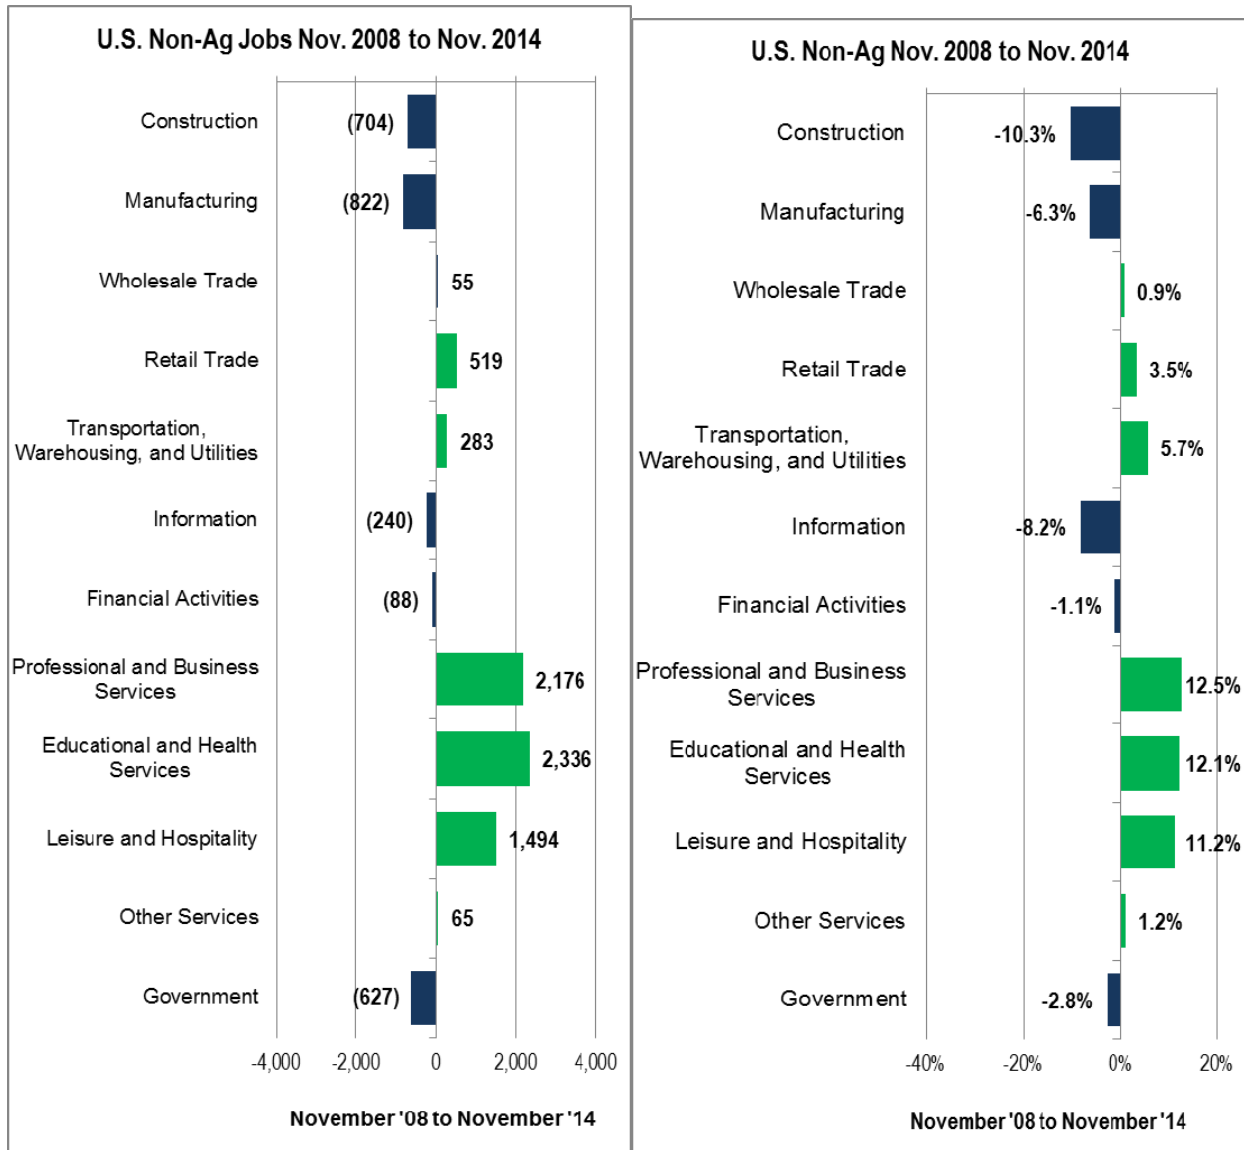 U.S. Non-Ag Jobs Nov. 2008 to Nov. 2014
Construction
(704)
Manufacturing
(822)
Wholesale Trade
55
Retail Trade
519
Transportation,
Warehousing, and Utilities
283
Information
(240)
Financial Activities
(88)
Professional and Business
Services
2,176
Educational and Health
Services
2,336
Leisure and Hospitality
1,494
Other Services
65
Government
(627)
-4,000
-2,000
0
2,000
4,000
November '08 to November '14
U.S. Non-Ag Nov. 2008 to Nov. 2014
-40%
-20%
0%
20%
Construction
-10.3%
Manufacturing
-6.3%
Wholesale Trade
0.9%
Retail Trade
3.5%
Transportation,
Warehousing, and Utilities
5.7%
Information
-8.2%
Financial Activities
-1.1%
Professional and Business
Services
12.5%
Educational and Health
Services
12.1%
Leisure and Hospitality
11.2%
Other Services
1.2%
Government
-2.8%
November '08 to November '14